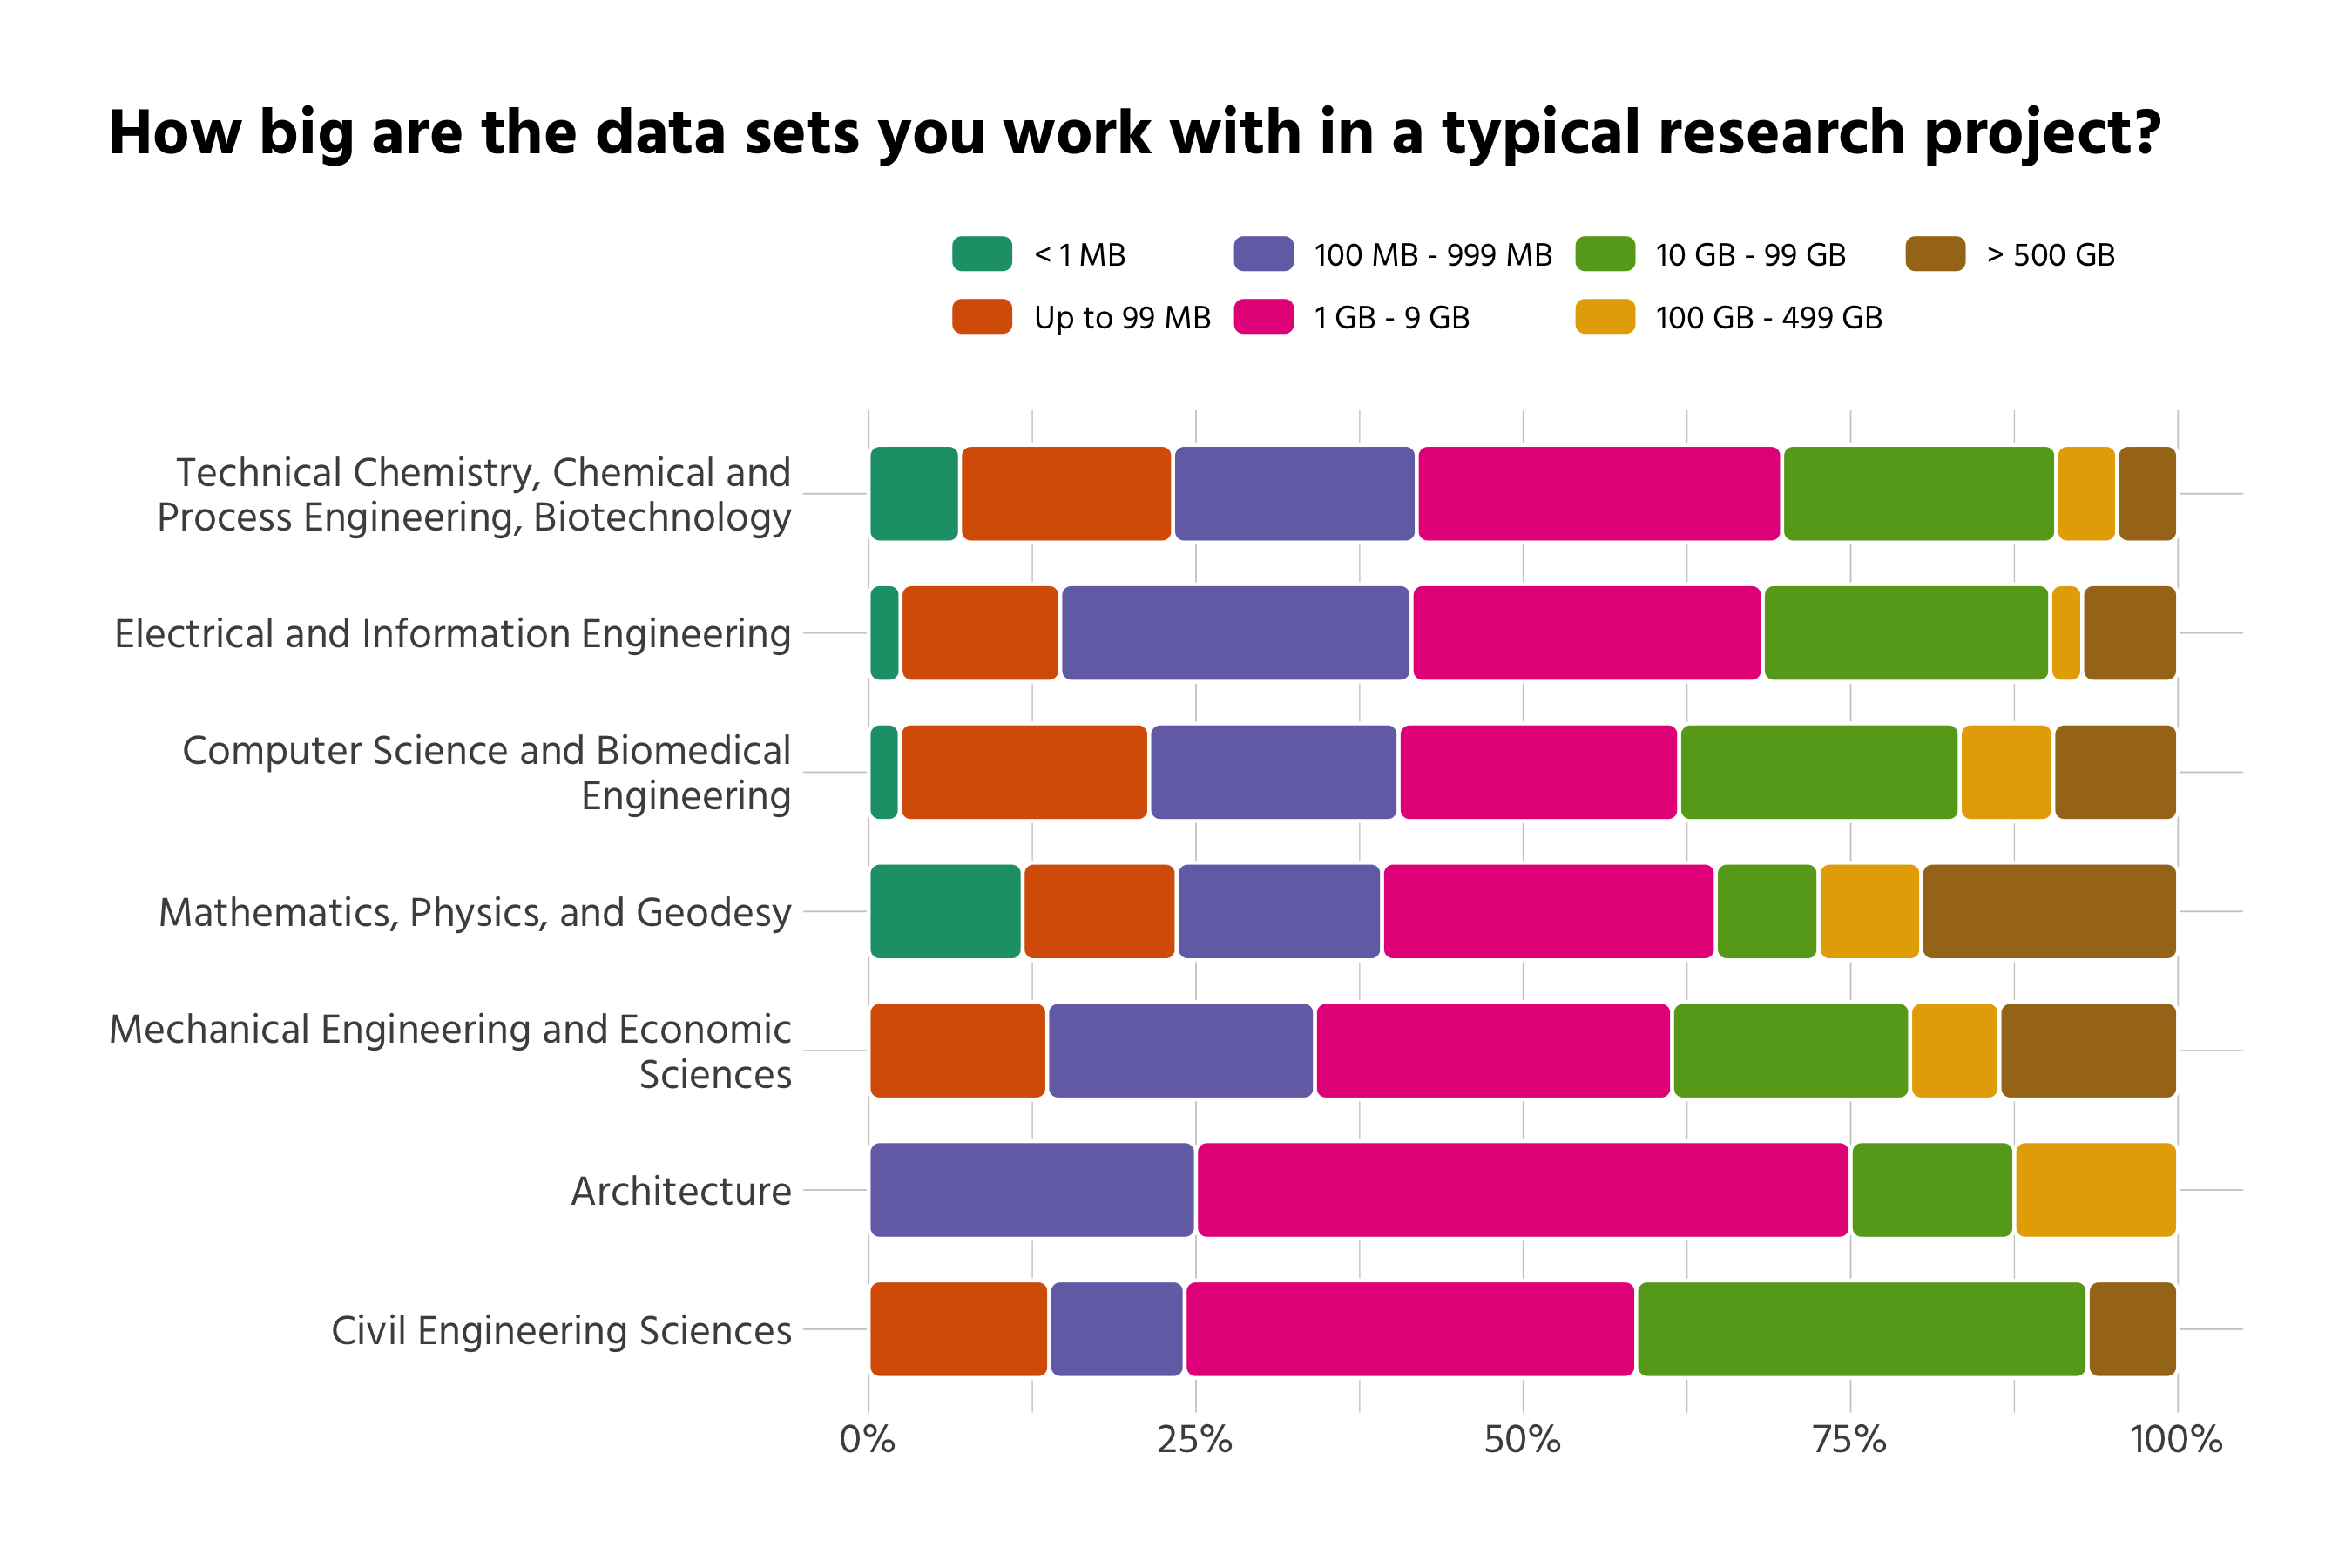 How big are the data sets you work with in a typical research project?
< 1 MB
100 MB - 999 MB
10 GB - 99 GB
> 500 GB
Up to 99 MB
1 GB - 9 GB
100 GB - 499 GB
Technical Chemistry, Chemical and
Process Engineering, Biotechnology
Electrical and Information Engineering
Computer Science and Biomedical
Engineering
Mathematics, Physics, and Geodesy
Mechanical Engineering and Economic
Sciences
Architecture
Civil Engineering Sciences
0%
25%
50%
75%
100%